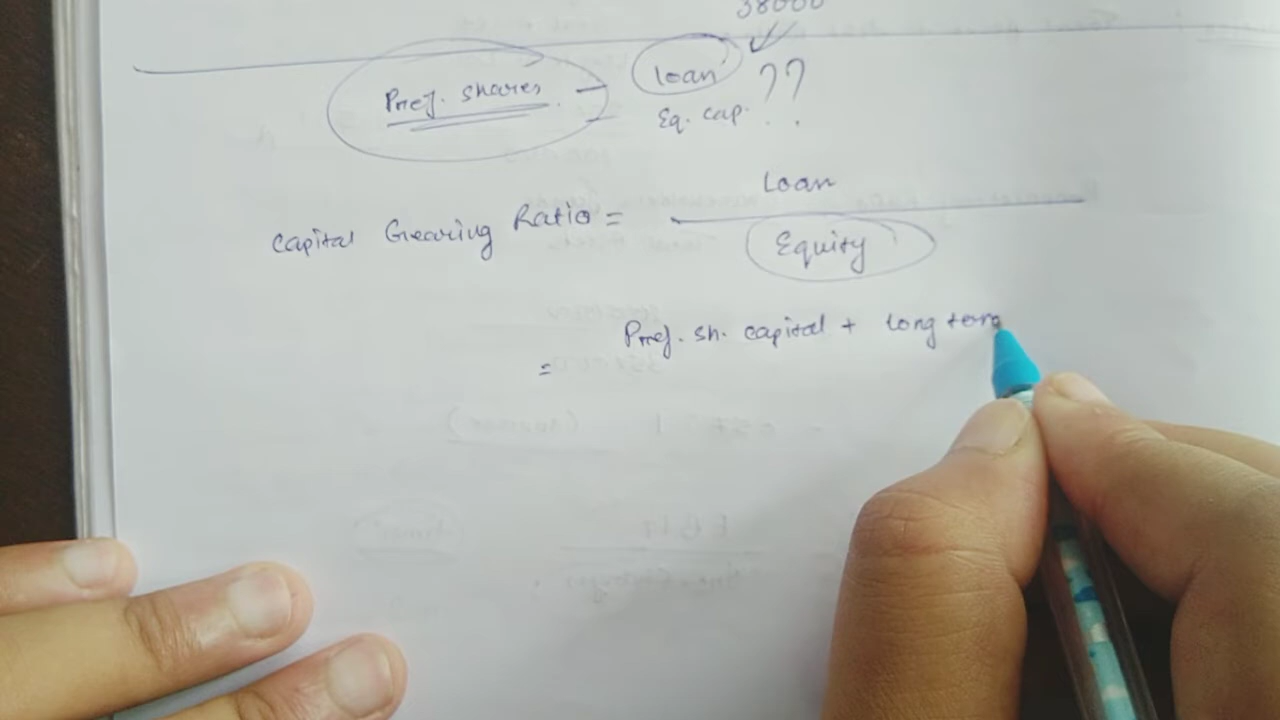 38000
Pref. shares - loan ??
- Eq. cap.
Loan
Capital Gearing Ratio =
Equity
Pref. sh. capital + long term
=